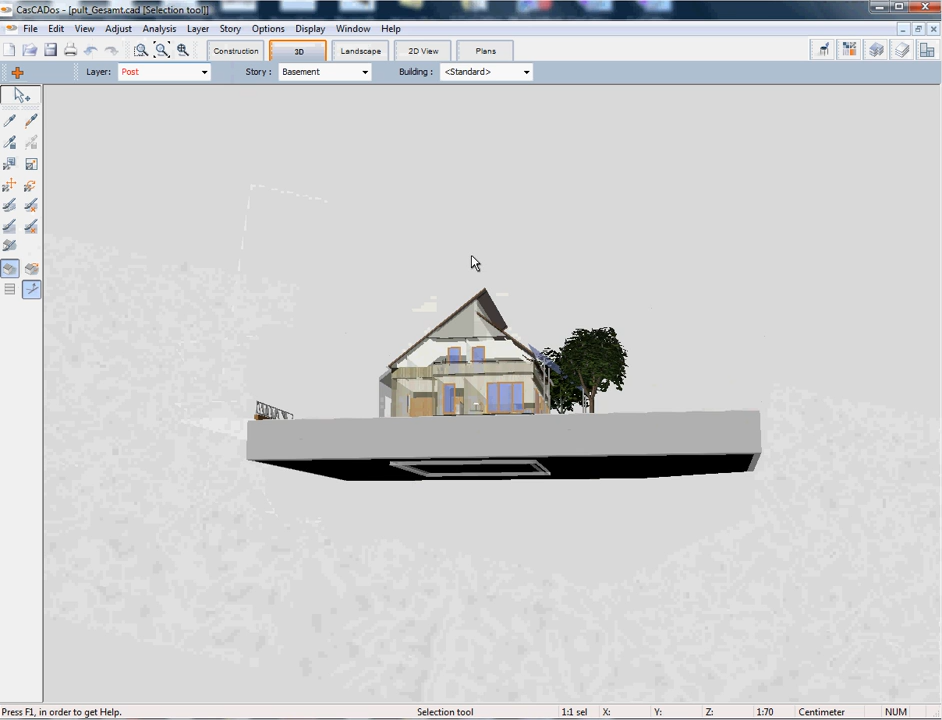 CasCADos - [pult_Gesamt.cad [Selection tool]]
File Edit View Adjust Analysis Layer Story Options Display Window Help
Construction 3D Landscape 2D View Plans
Layer: Post Story : Basement Building : <Standard>
Press F1, in order to get Help. Selection tool 1:1 sel X: Y: Z: 1:70 Centimeter NUM